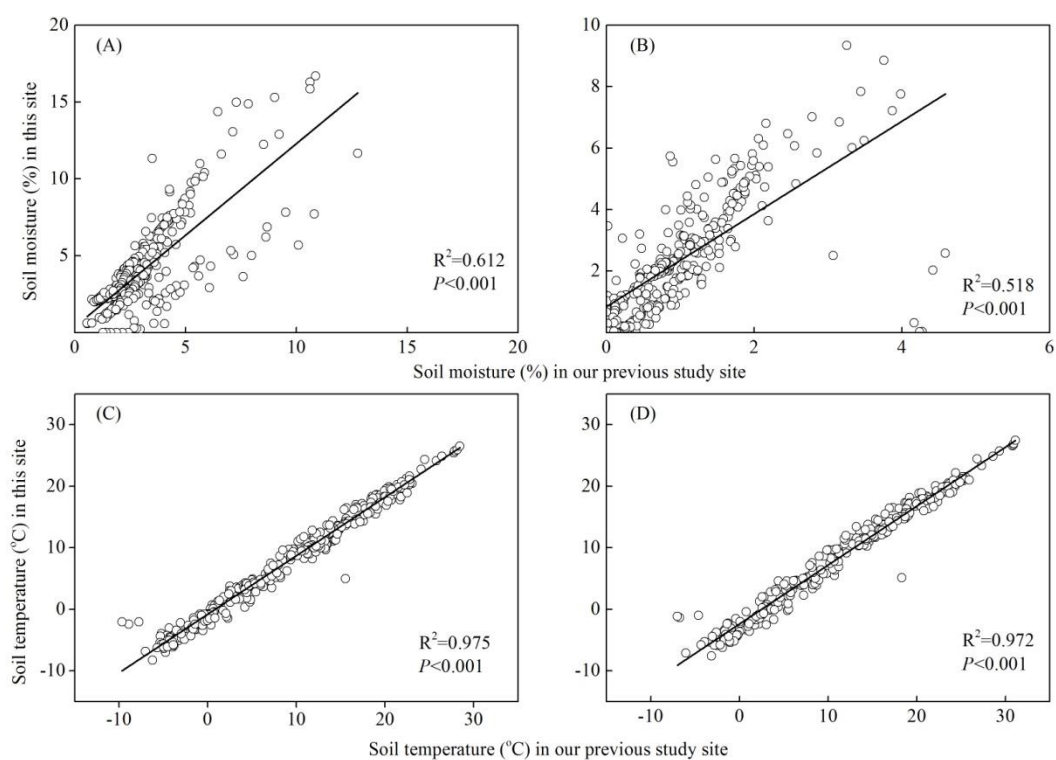 20
(A)
15
10
5
R²=0.612
P<0.001
0
5
10
15
20
10
(B)
8
6
4
2
R²=0.518
P<0.001
0
2
4
6
Soil moisture (%) in this site
Soil moisture (%) in our previous study site
30
(C)
20
10
0
-10
R²=0.975
P<0.001
-10
0
10
20
30
30
(D)
20
10
0
-10
R²=0.972
P<0.001
-10
0
10
20
30
Soil temperature (°C) in this site
Soil temperature (°C) in our previous study site